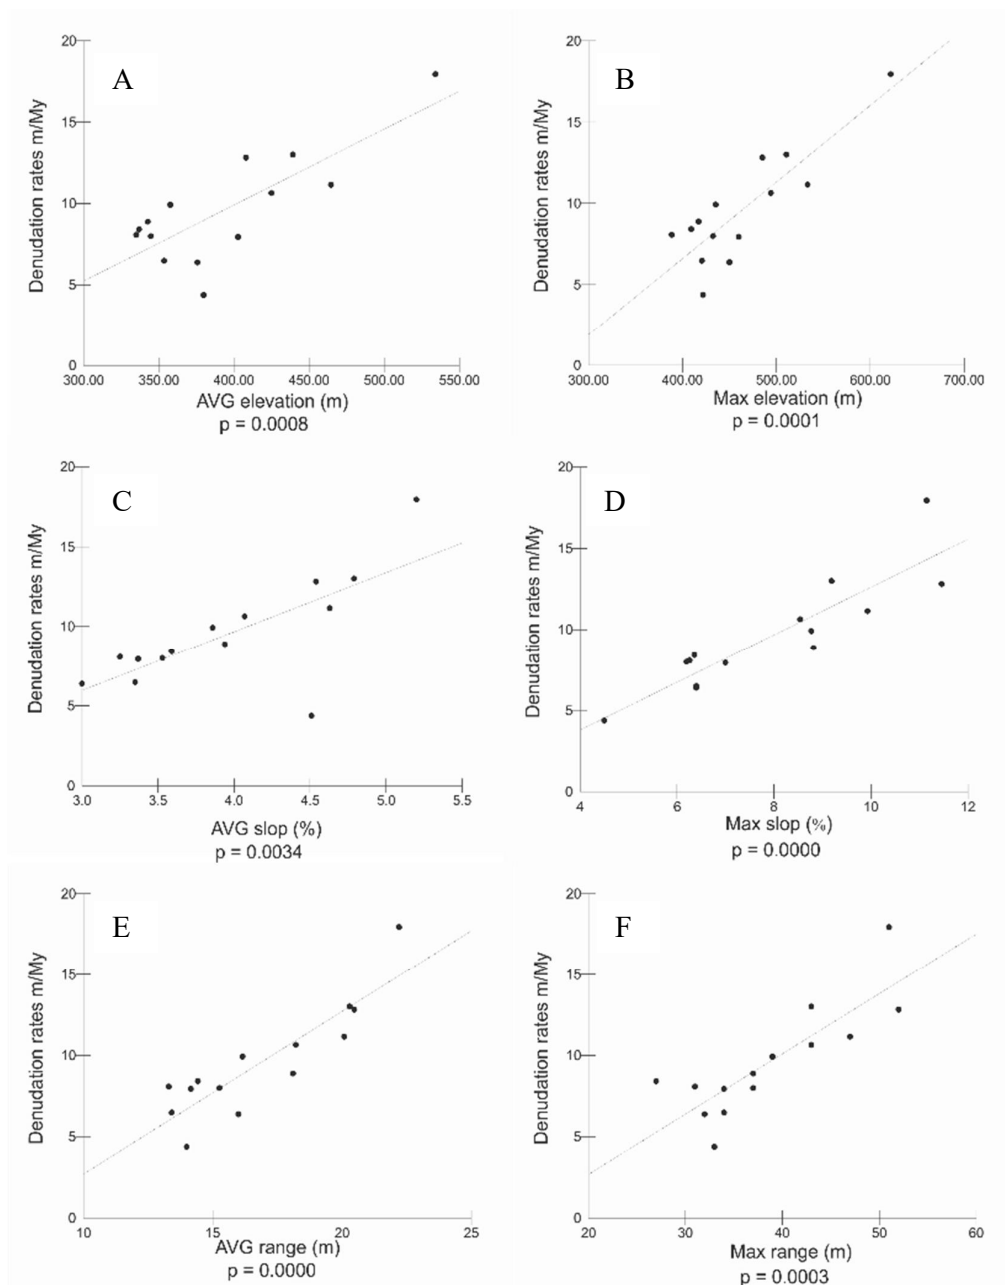 20
A
Denudation rates m/My
15
10
5
0
300.00 350.00 400.00 450.00 500.00 550.00
AVG elevation (m)
p = 0.0008
20
B
Denudation rates m/My
15
10
5
0
300.00 400.00 500.00 600.00 700.00
Max elevation (m)
p = 0.0001
20
C
Denudation rates m/My
15
10
5
0
3.0 3.5 4.0 4.5 5.0 5.5
AVG slop (%)
p = 0.0034
20
D
Denudation rates m/My
15
10
5
0
4 6 8 10 12
Max slop (%)
p = 0.0000
20
E
Denudation rates m/My
15
10
5
0
10 15 20 25
AVG range (m)
p = 0.0000
20
F
Denudation rates m/My
15
10
5
0
20 30 40 50 60
Max range (m)
p = 0.0003